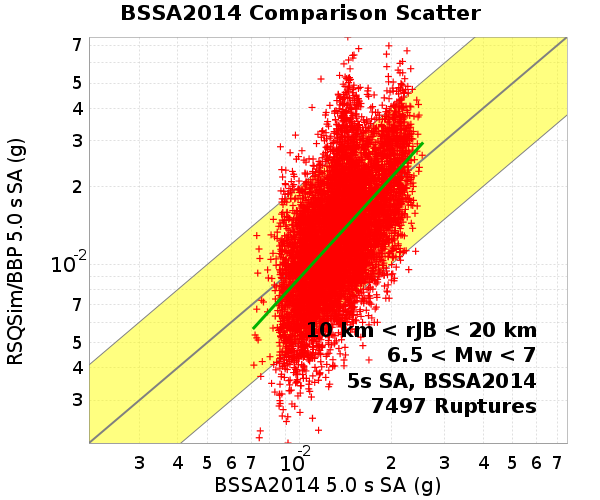 BSSA2014 Comparison Scatter
7
5
4
3
2
10-2
7
5
4
3
RSQSim/BBP 5.0 s SA (g)
10 km < rJB < 20 km
6.5 < Mw < 7
5s SA, BSSA2014
7497 Ruptures
3 4 5 6 7 10-2 2 3 4 5 6 7
BSSA2014 5.0 s SA (g)